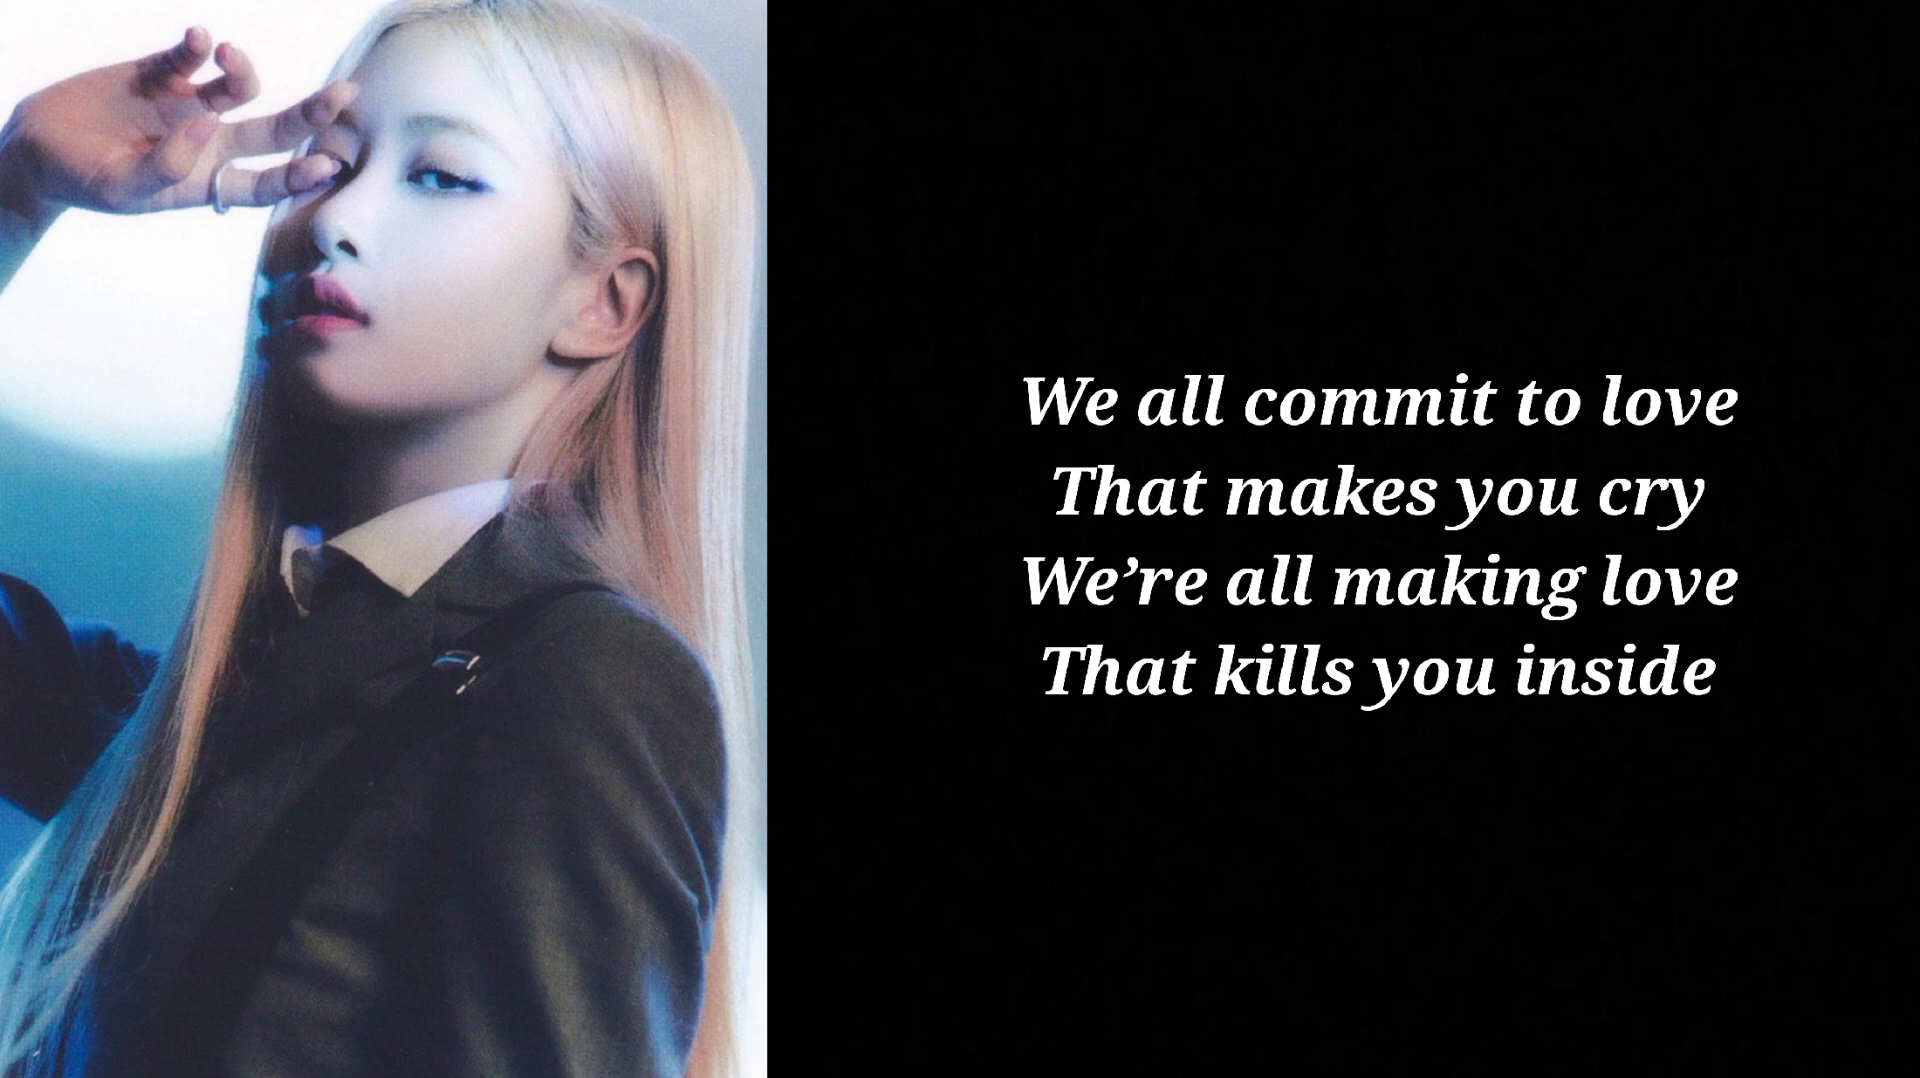 We all commit to love
That makes you cry
We’re all making love
That kills you inside